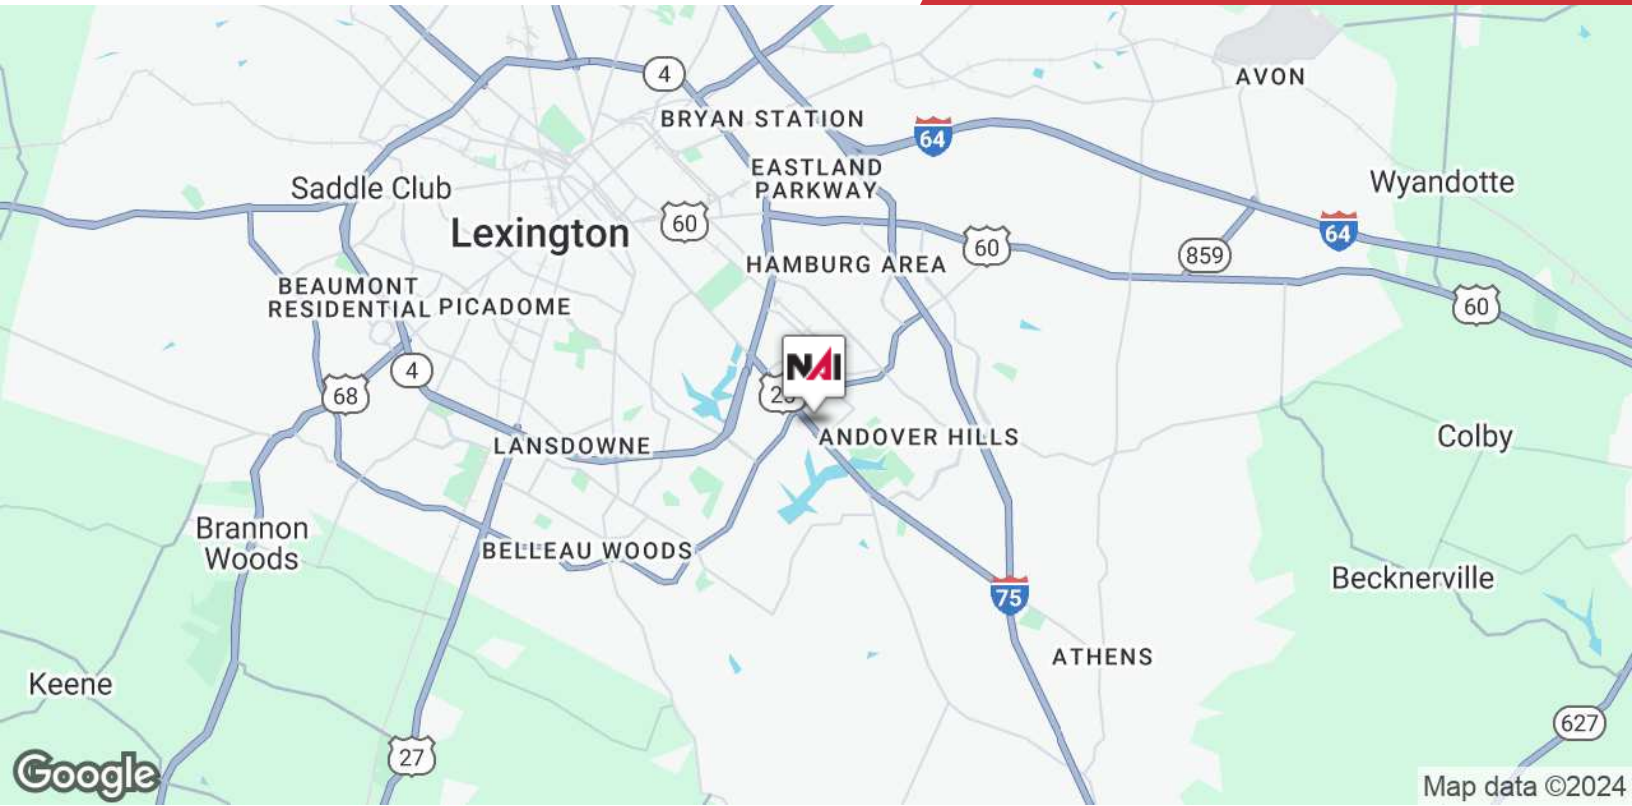 4
AVON
BRYAN STATION
64
EASTLAND
PARKWAY
Wyandotte
Saddle Club
60
Lexington
64
60
859
HAMBURG AREA
BEAUMONT
RESIDENTIAL
PICADOME
60
NAI
4
68
ANDOVER HILLS
Colby
LANSDOWNE
Brannon
Woods
BELLEAU WOODS
Becknerville
75
ATHENS
Keene
627
27
Google
Map data ©2024